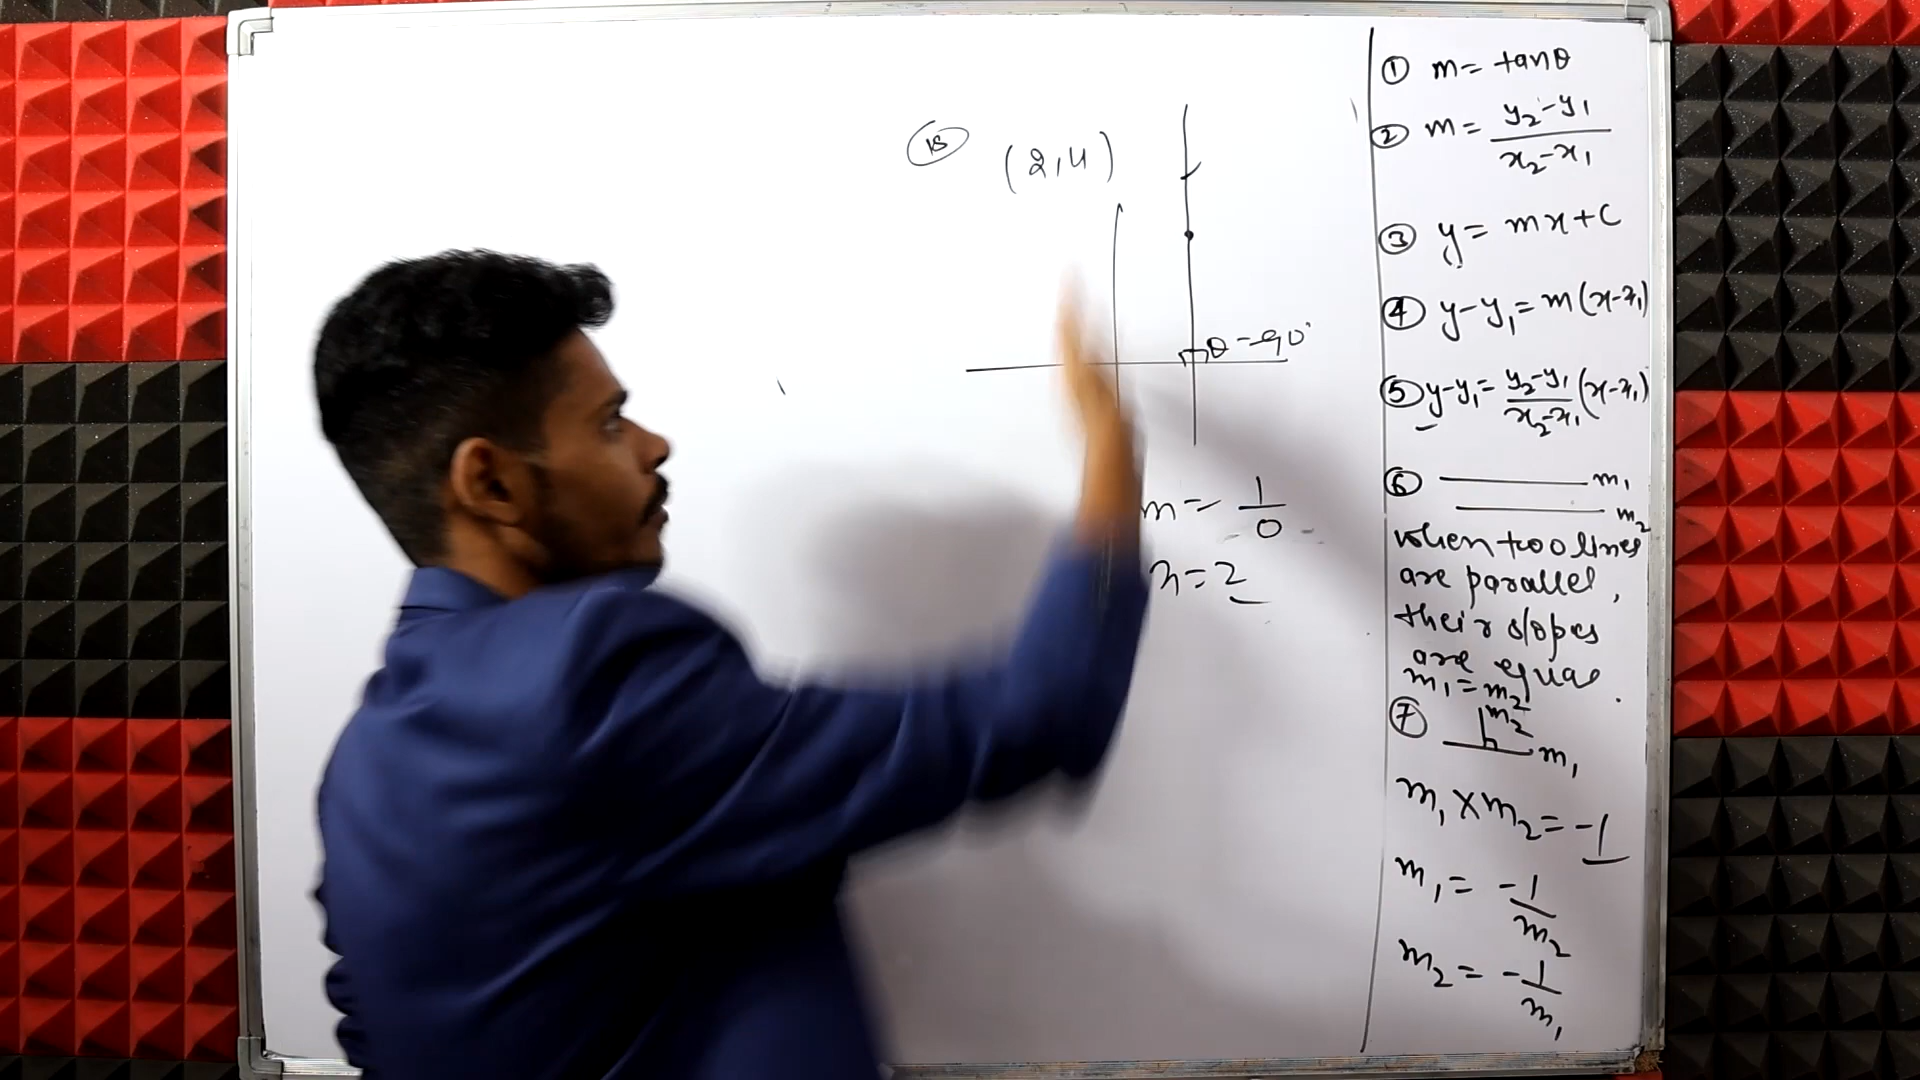 18
(2,4)
θ-90°
m = 1/0
x=2
① m = tanθ
② m = y₂-y₁/x₂-x₁
③ y = mx+c
④ y-y₁=m(x-x₁)
⑤ y-y₁= y₂-y₁/x₂-x₁ (x-x₁)
⑥ m₁
m₂
when two lines
are parallel,
their slopes
are equal.
m₁=m₂
⑦ m₂
m₁
m₁ × m₂ = -1
m₁ = -1/m₂
m₂ = -1/m₁